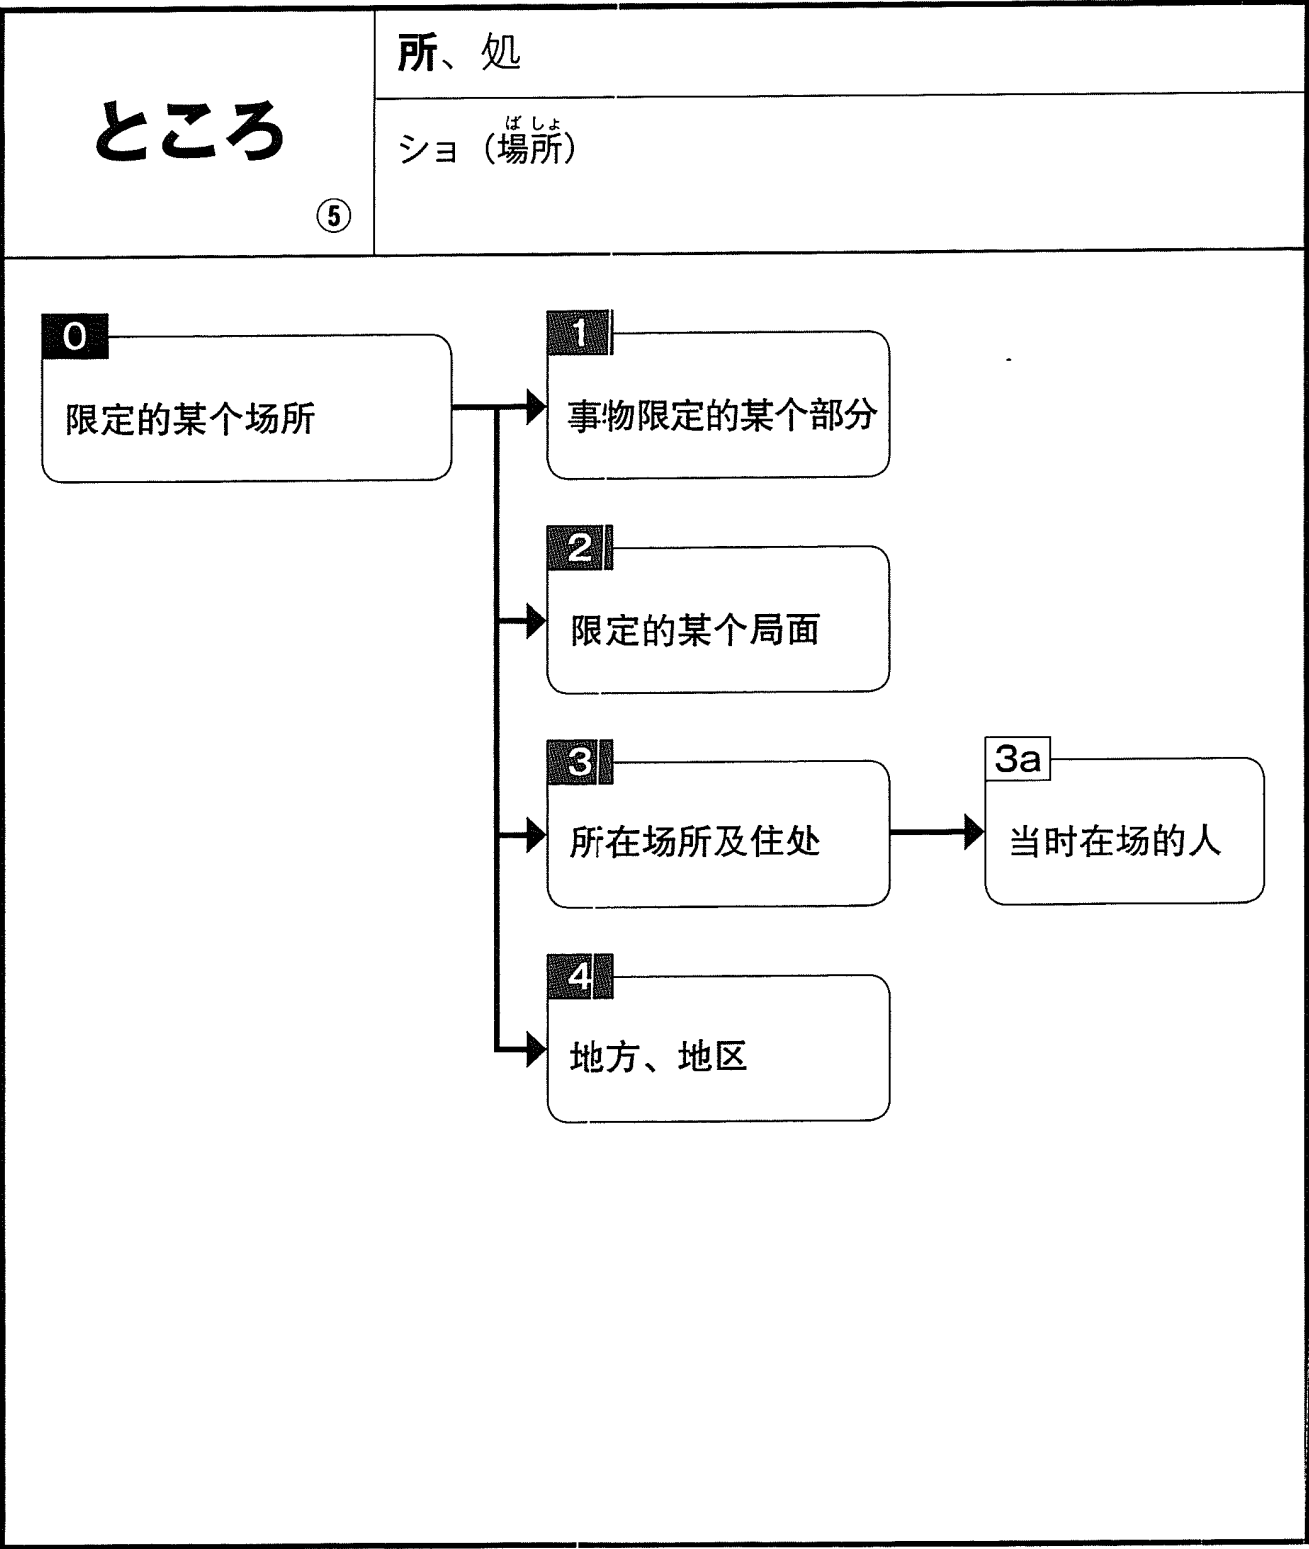 ところ
⑤
所、処
ばしょ
ショ（場所）
0
限定的某个场所
1
事物限定的某个部分
2
限定的某个局面
3
所在场所及住处
3a
当时在场的人
4
地方、地区